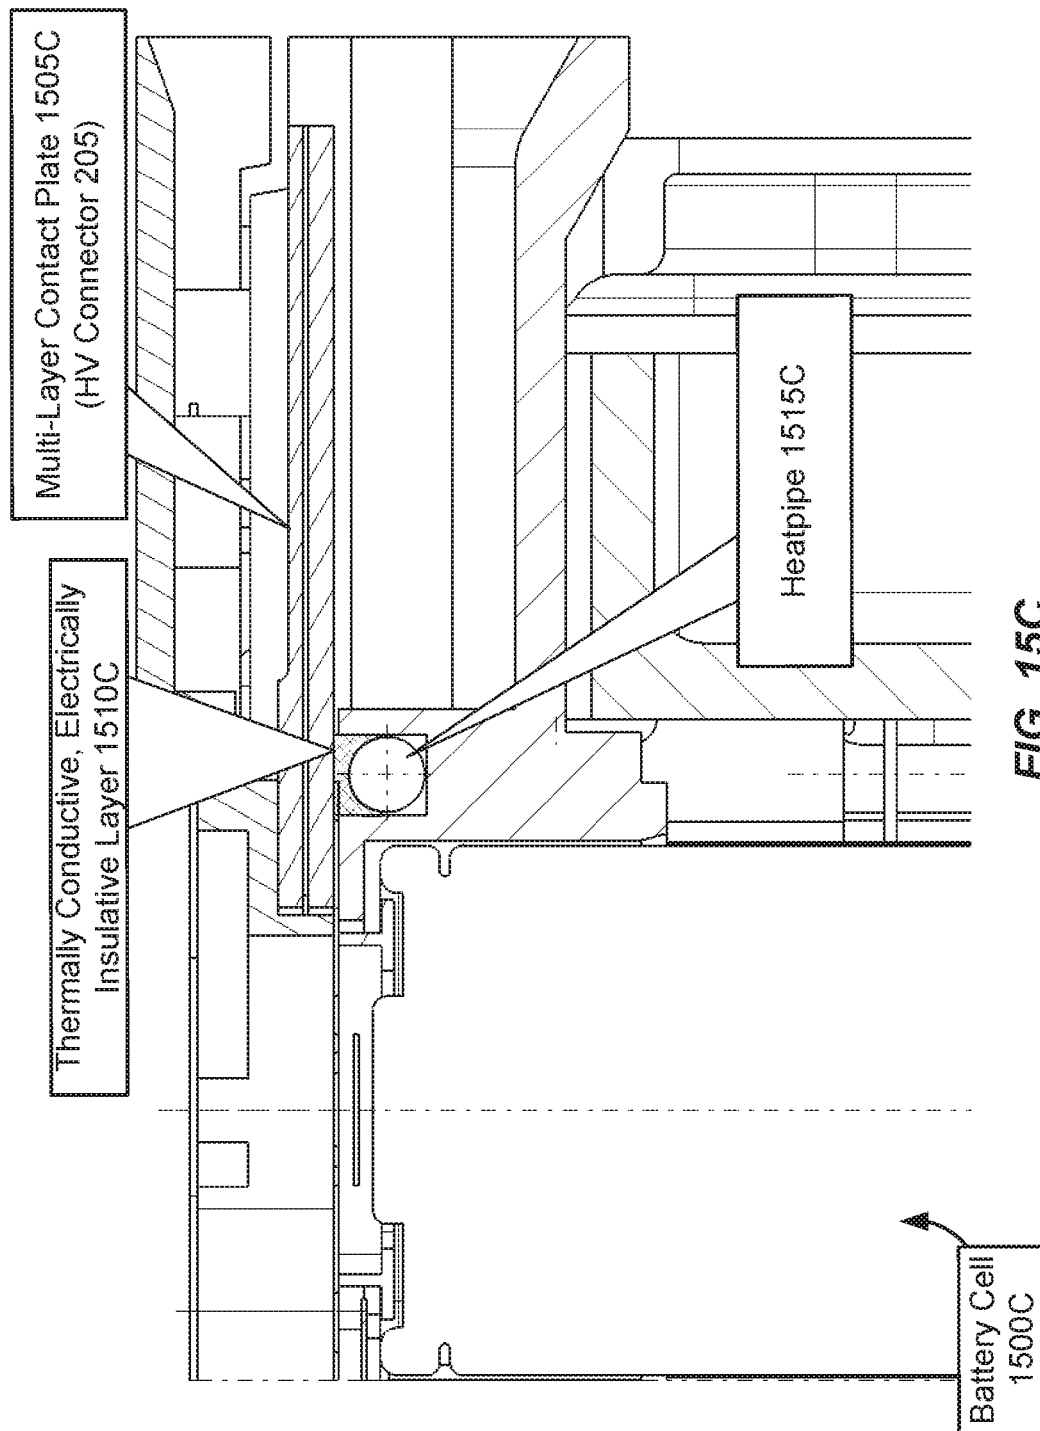 Multi-Layer Contact Plate 1505C
(HV Connector 205)
Thermally Conductive, Electrically
Insulative Layer 1510C
Heatpipe 1515C
Battery Cell
1500C
FIG. 15C